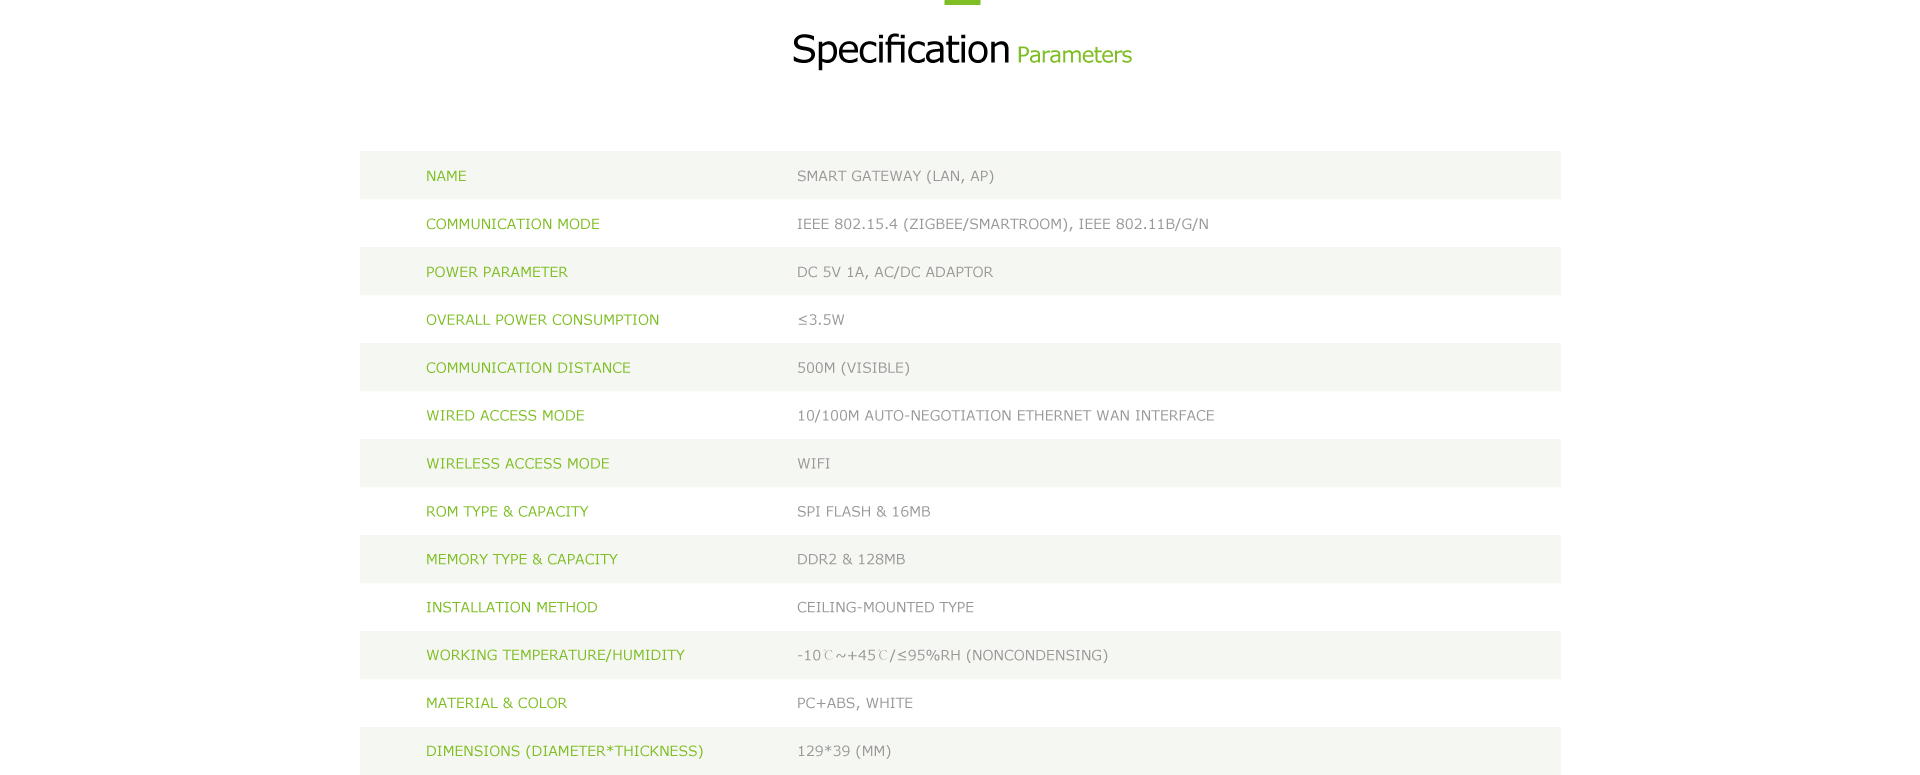 Specification Parameters
NAME SMART GATEWAY (LAN, AP)
COMMUNICATION MODE IEEE 802.15.4 (ZIGBEE/SMARTROOM), IEEE 802.11B/G/N
POWER PARAMETER DC 5V 1A, AC/DC ADAPTOR
OVERALL POWER CONSUMPTION ≤3.5W
COMMUNICATION DISTANCE 500M (VISIBLE)
WIRED ACCESS MODE 10/100M AUTO-NEGOTIATION ETHERNET WAN INTERFACE
WIRELESS ACCESS MODE WIFI
ROM TYPE & CAPACITY SPI FLASH & 16MB
MEMORY TYPE & CAPACITY DDR2 & 128MB
INSTALLATION METHOD CEILING-MOUNTED TYPE
WORKING TEMPERATURE/HUMIDITY -10℃~+45℃/≤95%RH (NONCONDENSING)
MATERIAL & COLOR PC+ABS, WHITE
DIMENSIONS (DIAMETER*THICKNESS) 129*39 (MM)